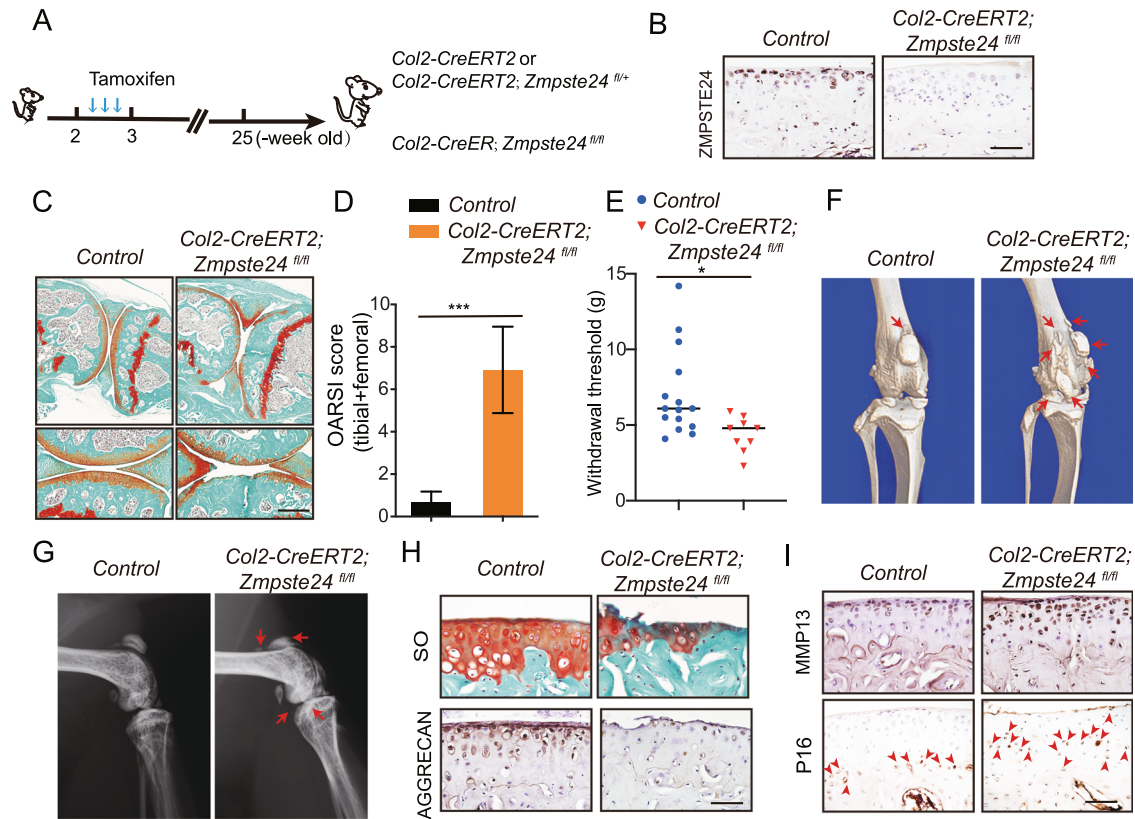 A
Tamoxifen
2
3
25(-week old)
Col2-CreERT2 or
Col2-CreERT2; Zmpste24 fl/+
Col2-CreER; Zmpste24 fl/fl
B
Control
Col2-CreERT2;
Zmpste24 fl/fl
ZMPSTE24
C
Control
Col2-CreERT2;
Zmpste24 fl/fl
D
Control
Col2-CreERT2;
Zmpste24 fl/fl
OARSI score
(tibial+femoral)
10
8
6
4
2
0
***
E
Control
Col2-CreERT2;
Zmpste24 fl/fl
Withdrawal threshold (g)
15
10
5
0
*
F
Control
Col2-CreERT2;
Zmpste24 fl/fl
G
Control
Col2-CreERT2;
Zmpste24 fl/fl
H
Control
Col2-CreERT2;
Zmpste24 fl/fl
SO
AGGRECAN
I
Control
Col2-CreERT2;
Zmpste24 fl/fl
MMP13
P16